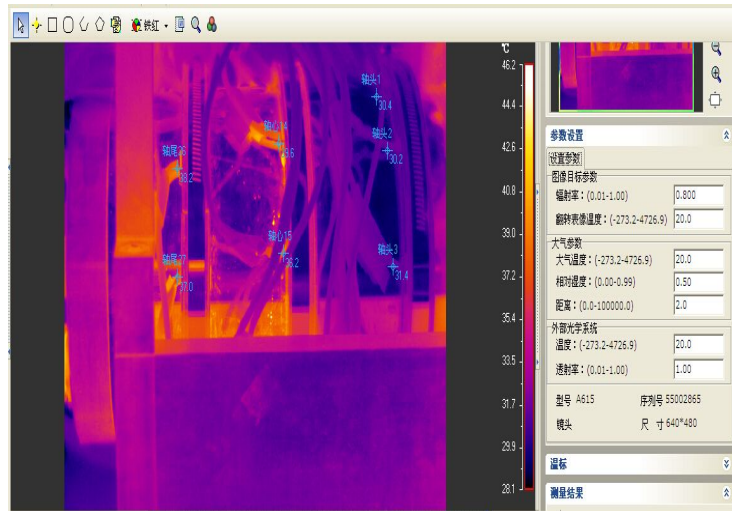 铁红
℃
46.2
44.4
42.6
40.8
39.0
37.2
35.4
33.5
31.7
29.9
28.1
轴头1
30.4
轴心14
轴头2
30.2
轴尾26
38.2
轴心15
36.2
轴头3
31.4
轴尾27
37.0
参数设置
设置参数
图像目标参数
辐射率：(0.01-1.00) 0.800
翻转表像温度：(-273.2-4726.9) 20.0
大气参数
大气温度：(-273.2-4726.9) 20.0
相对湿度：(0.00-0.99) 0.50
距离：(0.0-100000.0) 2.0
外部光学系统
温度：(-273.2-4726.9) 20.0
透射率：(0.01-1.00) 1.00
型号 A615 序列号 55002865
镜头 尺 寸 640*480
温标
测量结果